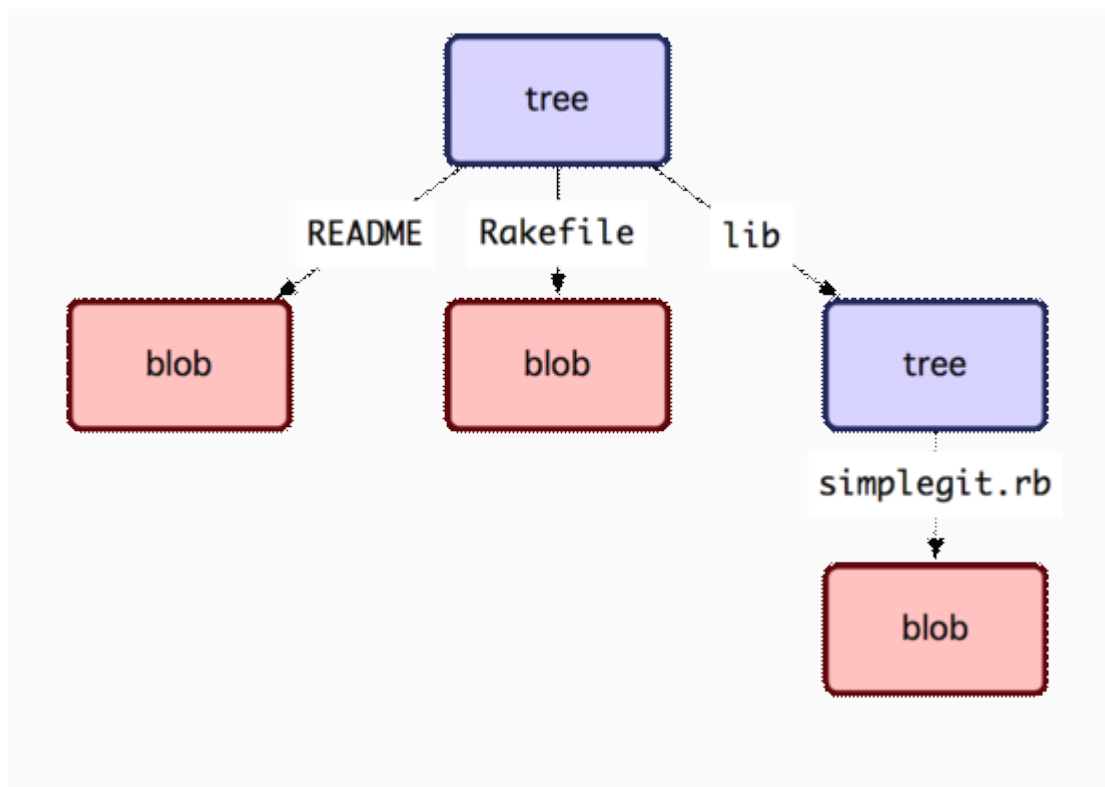 tree
README
Rakefile
lib
blob
blob
tree
simplegit.rb
blob